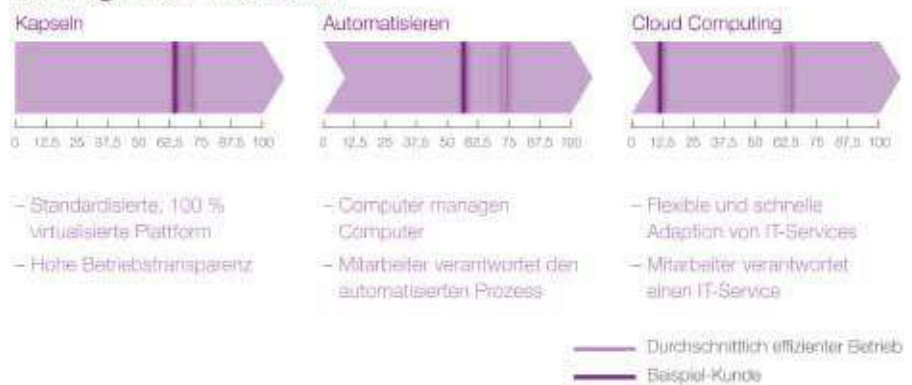 Kapseln
0 12,5 25 37,5 50 62,5 75 87,5 100
– Standardisierte, 100 %
virtualisierte Plattform
– Hohe Betriebstransparenz
Automatisieren
0 12,5 25 37,5 50 62,5 75 87,5 100
– Computer managen
Computer
– Mitarbeiter verantwortet den
automatisierten Prozess
Cloud Computing
0 12,5 25 37,5 50 62,5 75 87,5 100
– Flexible und schnelle
Adaption von IT-Services
– Mitarbeiter verantwortet
einen IT-Service
Durchschnittlich effizienter Betrieb
Beispiel-Kunde